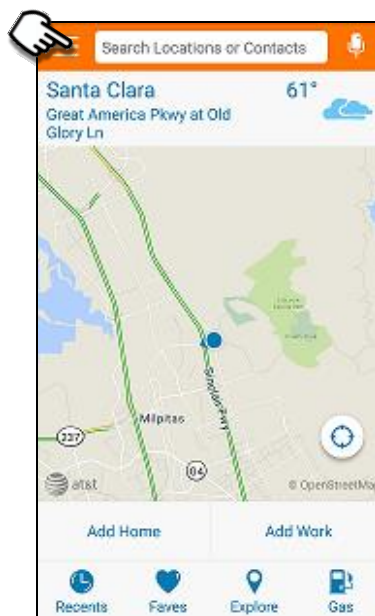 Search Locations or Contacts
Santa Clara 61°
Great America Pkwy at Old
Glory Ln
Sinclair Fwy
Milpitas
237
84
at&t
© OpenStreetMa
Add Home Add Work
Recents Faves Explore Gas